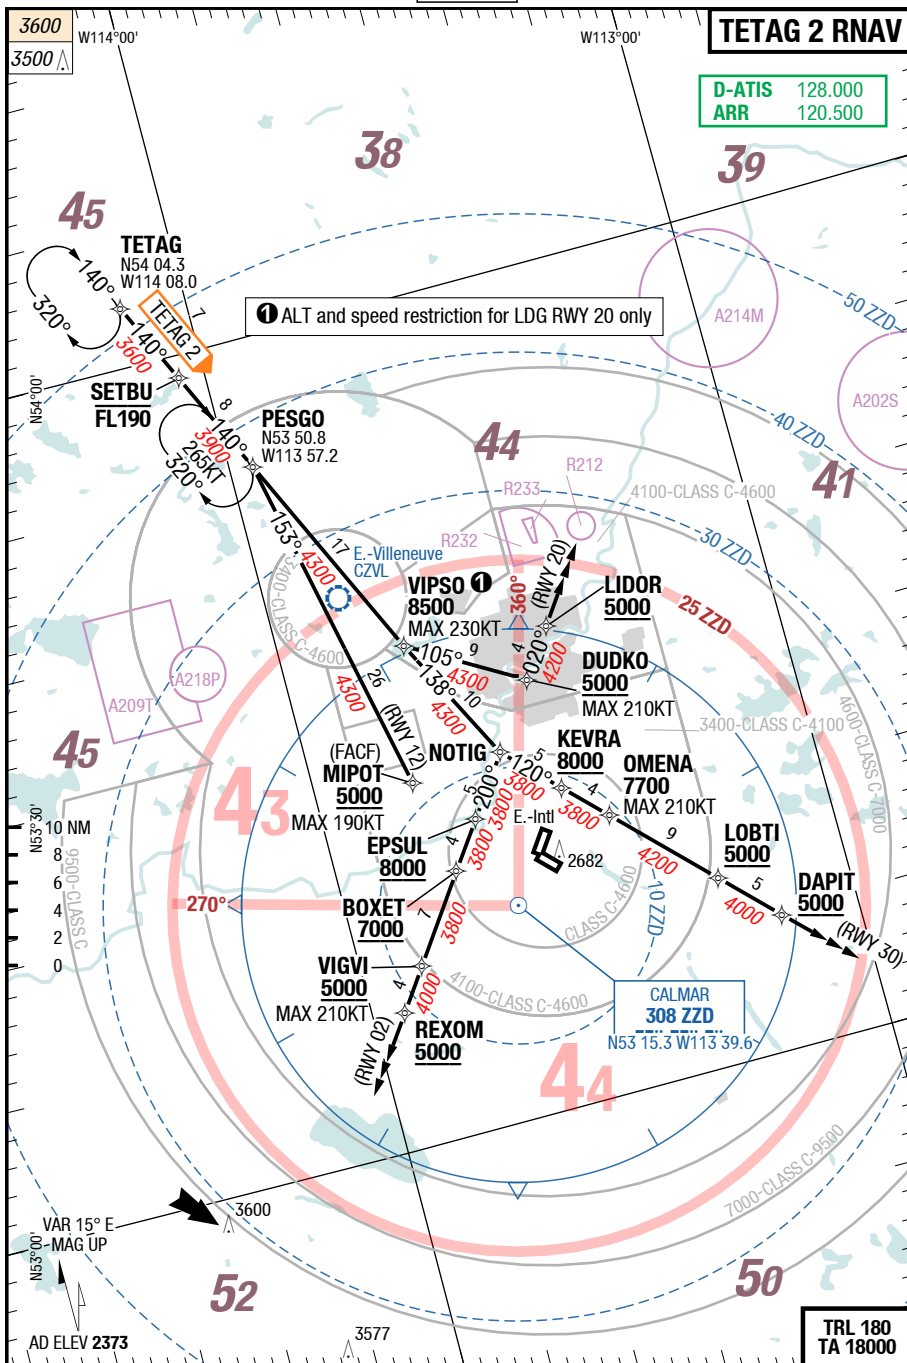 3600
3500
W114°00'
W113°00'
TETAG 2 RNAV
D-ATIS 128.000
ARR 120.500
38
39
45
TETAG
N54 04.3
W114 08.0
140°
320°
7
TETAG 2
140°
3600
1 ALT and speed restriction for LDG RWY 20 only
A214M
50 ZZD
A202S
N54°00'
SETBU
FL190
8
140°
3900
265KT
320°
PESGO
N53 50.8
W113 57.2
40 ZZD
44
41
R212
R233
R232
4100-CLASS C-4600
30 ZZD
153°
17
4300
E.-Villeneuve
CZVL
3400-CLASS C-4600
VIPSO 1
8500
MAX 230KT
360°
(RWY 20)
LIDOR
5000
25 ZZD
105°
9
4300
4
020°
4200
138°
10
4300
DUDKO
5000
MAX 210KT
A218P
A209T
26
4300
(RWY 12)
3400-CLASS C-4100
4600-CLASS C-7000
45
(FACF)
MIPOT
5000
MAX 190KT
NOTIG
5
120°
3800
KEVRA
8000
OMENA
7700
MAX 210KT
4
3800
43
N53°30'
10 NM
8
6
4
2
0
9500-CLASS C
5
200°
3800
EPSUL
8000
4
3800
E.-Intl
2682
9
4200
LOBTI
5000
5
4000
DAPIT
5000
(RWY 30)
BOXET
7000
7
3800
270°
CLASS C-4600
10 ZZD
VIGVI
5000
MAX 210KT
4
4000
4100-CLASS C-4600
REXOM
5000
(RWY 02)
CALMAR
308 ZZD
N53 15.3 W113 39.6
44
7000-CLASS C-9500
3600
VAR 15° E
MAG UP
N53°00'
52
50
AD ELEV 2373
3577
TRL 180
TA 18000